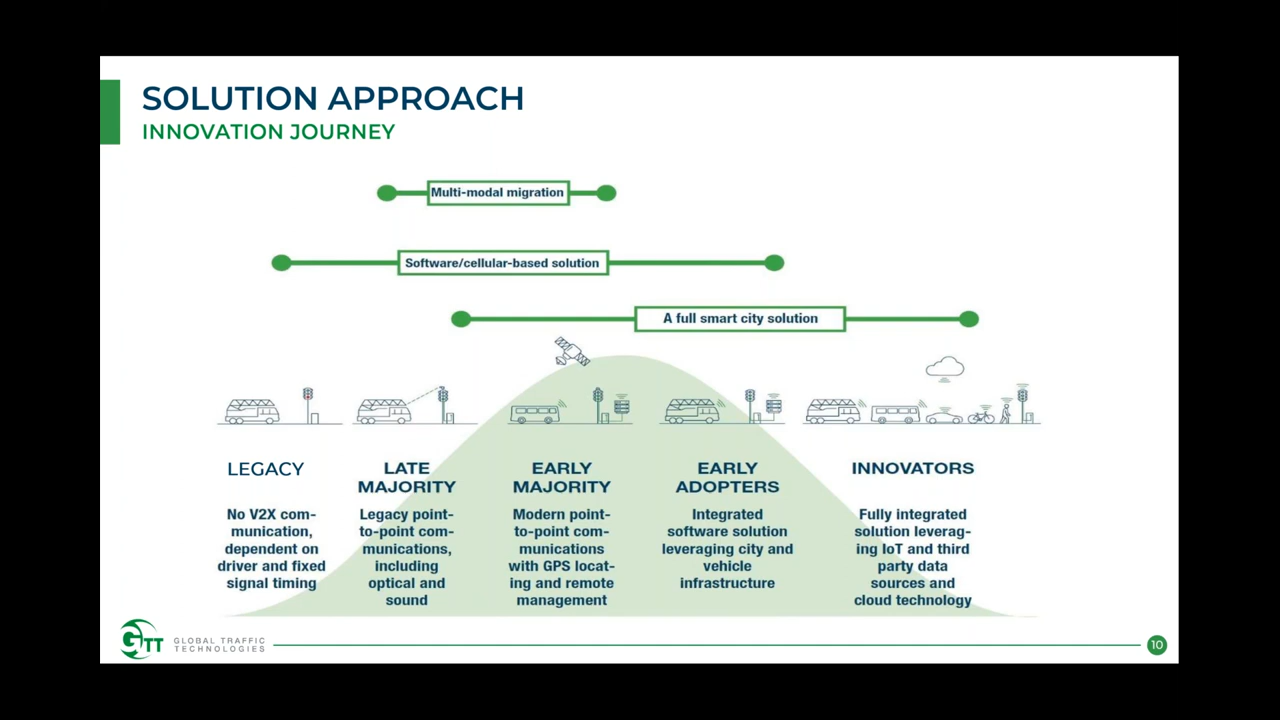 SOLUTION APPROACH
INNOVATION JOURNEY
Multi-modal migration
Software/cellular-based solution
A full smart city solution
LEGACY
No V2X com-
munication,
dependent on
driver and fixed
signal timing
LATE
MAJORITY
Legacy point-
to-point com-
munications,
including
optical and
sound
EARLY
MAJORITY
Modern point-
to-point com-
munications
with GPS locat-
ing and remote
management
EARLY
ADOPTERS
Integrated
software solution
leveraging city and
vehicle
infrastructure
INNOVATORS
Fully integrated
solution leverag-
ing IoT and third
party data
sources and
cloud technology
GTT
GLOBAL TRAFFIC
TECHNOLOGIES
10